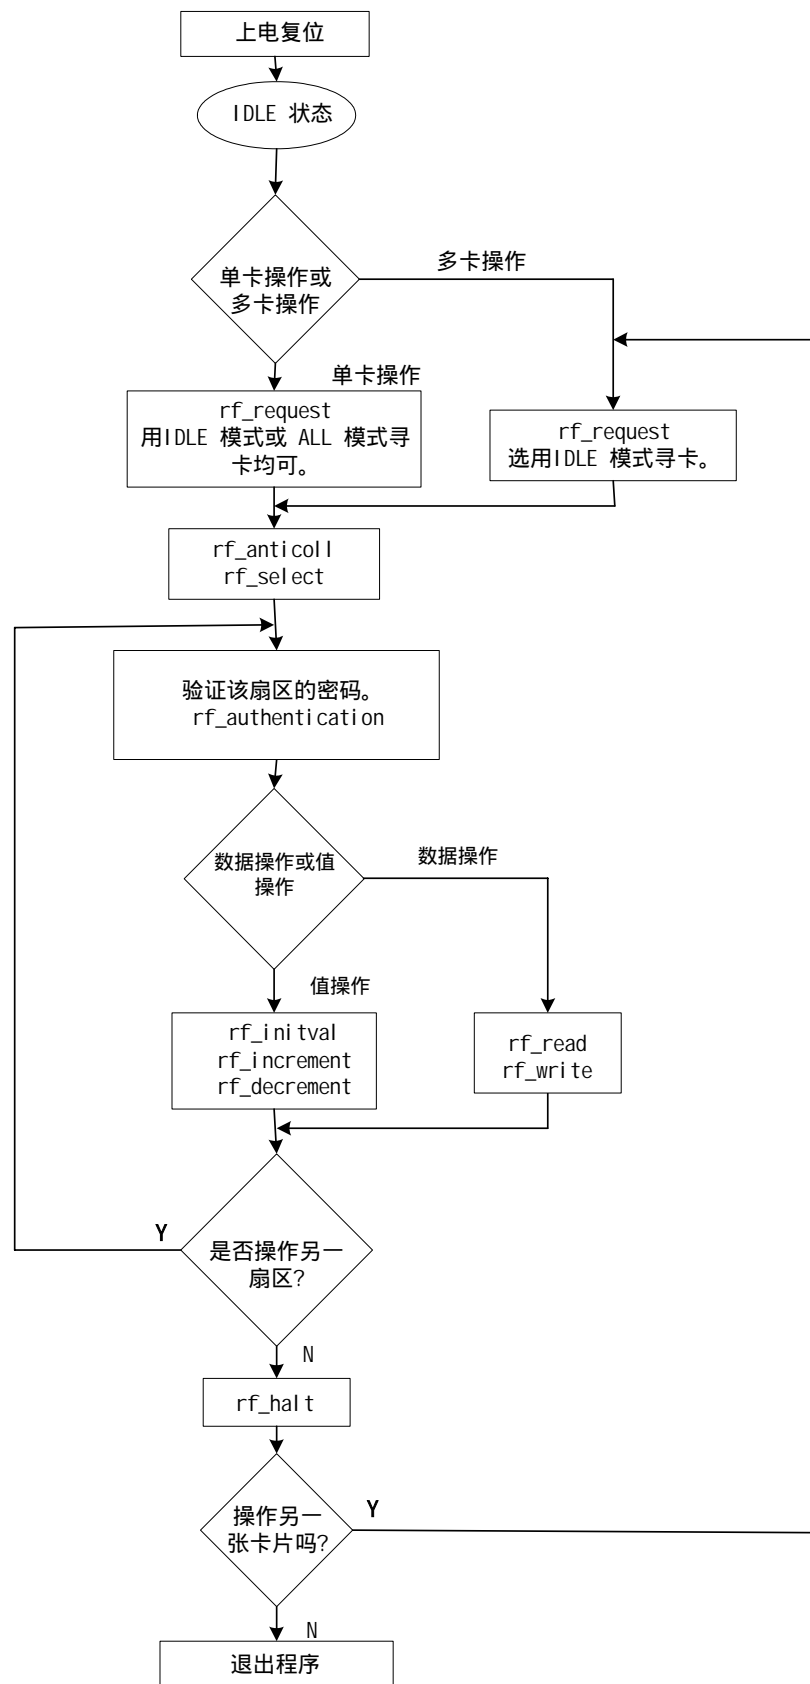 上电复位
IDLE 状态
单卡操作或
多卡操作
多卡操作
单卡操作
rf_request
用IDLE 模式或 ALL 模式寻
卡均可。
rf_request
选用IDLE 模式寻卡。
rf_anticoll
rf_select
验证该扇区的密码。
rf_authentication
数据操作或值
操作
数据操作
值操作
rf_initval
rf_increment
rf_decrement
rf_read
rf_write
Y
是否操作另一
扇区?
N
rf_halt
操作另一
张卡片吗?
Y
N
退出程序